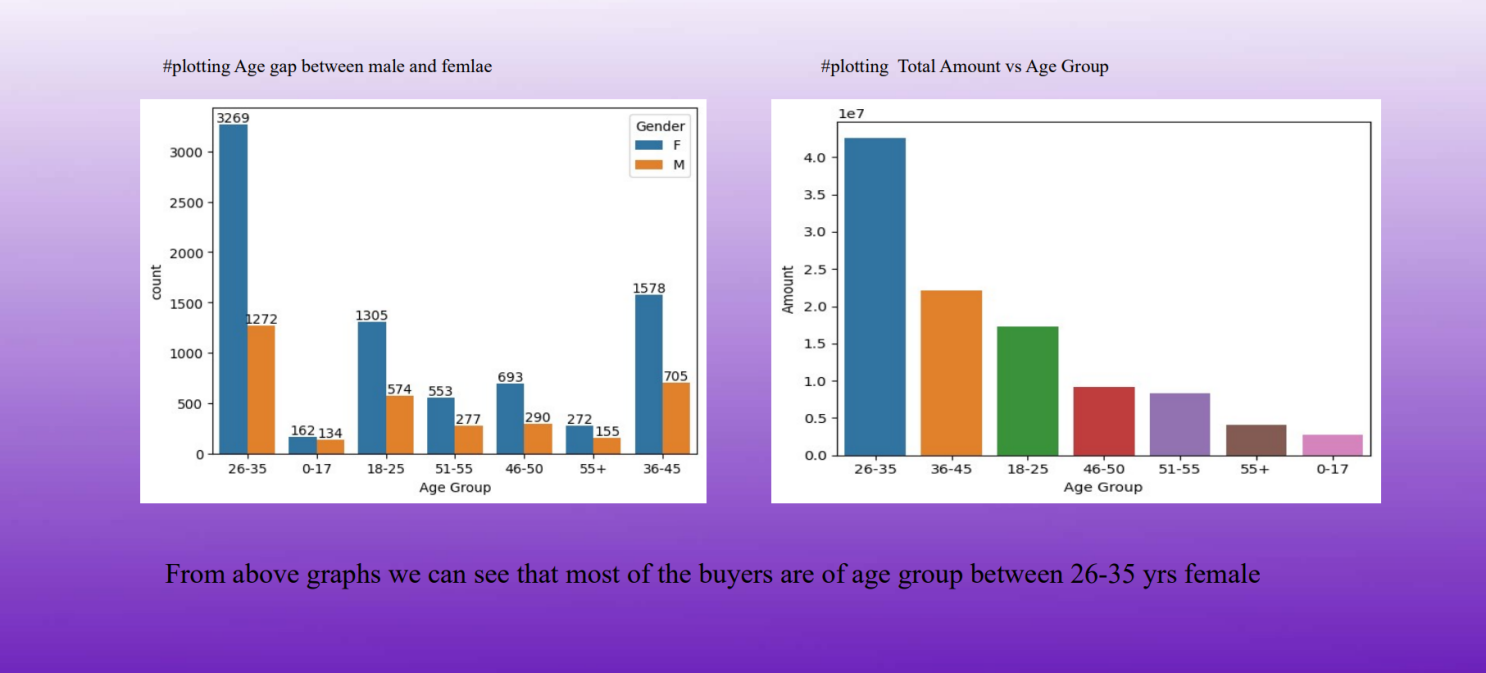 #plotting Age gap between male and femlae
#plotting Total Amount vs Age Group
3269
1272
162
134
1305
574
553
277
693
290
272
155
1578
705
Gender
F
M
3000
2500
2000
1500
1000
500
0
count
26-35 0-17 18-25 51-55 46-50 55+ 36-45
Age Group
1e7
4.0
3.5
3.0
2.5
2.0
1.5
1.0
0.5
0.0
Amount
26-35 36-45 18-25 46-50 51-55 55+ 0-17
Age Group
From above graphs we can see that most of the buyers are of age group between 26-35 yrs female